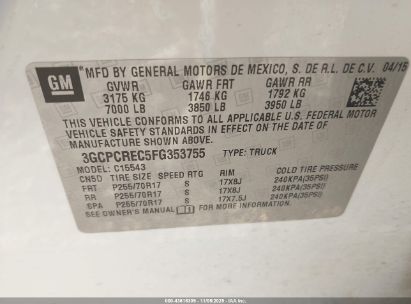 GM
*MFD BY GENERAL MOTORS DE MEXICO, S. DE R.L. DE C.V. 04/15
GVWR GAWR FRT GAWR RR
3175 KG 1746 KG 1792 KG
7000 LB 3850 LB 3950 LB
THIS VEHICLE CONFORMS TO ALL APPLICABLE U.S. FEDERAL MOTOR
VEHICLE SAFETY STANDARDS IN EFFECT ON THE DATE OF
MANUFACTURE SHOWN ABOVE.
3GCPCREC5FG353755 TYPE: TRUCK
MODEL: C15543
CH5D TIRE SIZE SPEED RTG RIM COLD TIRE PRESSURE
FRT P255/70R17 S 17X8J 240KPA(35PSI)
RR P255/70R17 S 17X8J 240KPA(35PSI)
SPA P255/70R17 S 17X7.5J 240KPA(35PSI)
SEE OWNER'S MANUAL FOR ADDITIONAL INFORMATION.